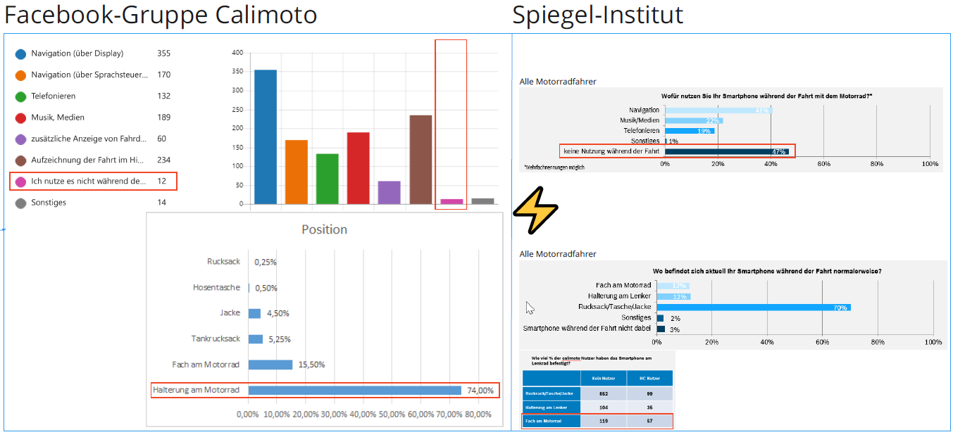 Facebook-Gruppe Calimoto
Spiegel-Institut
Navigation (über Display) 355
Navigation (über Sprachsteuer... 170
Telefonieren 132
Musik, Medien 189
zusätzliche Anzeige von Fahrd... 60
Aufzeichnung der Fahrt im Hi... 234
Ich nutze es nicht während de... 12
Sonstiges 14
400
350
300
250
200
150
100
50
0
Position
Rucksack 0,25%
Hosentasche 0,50%
Jacke 4,50%
Tankrucksack 5,25%
Fach am Motorrad 15,50%
Halterung am Motorrad 74,00%
0,00% 10,00% 20,00% 30,00% 40,00% 50,00% 60,00% 70,00% 80,00%
Alle Motorradfahrer
Wofür nutzen Sie Ihr Smartphone während der Fahrt mit dem Motorrad?*
Navigation
Musik/Medien 22%
Telefonieren 19%
Sonstiges 1%
keine Nutzung während der Fahrt 47%
0% 20% 40% 60% 80% 100%
*Mehrfachnennungen möglich
Alle Motorradfahrer
Wo befindet sich aktuell Ihr Smartphone während der Fahrt normalerweise?
Fach am Motorrad 12%
Halterung am Lenker 12%
Rucksack/Tasche/Jacke 70%
Sonstiges 2%
Smartphone während der Fahrt nicht dabei 3%
0% 20% 40% 60% 80% 100%
Wie viel % der calimoto Nutzer haben das Smartphone am
Lenkrad befestigt?
Kein Nutzer
Nutzer
Rucksack/Tasche/Jacke 852 99
Halterung am Lenker 104 36
Fach am Motorrad 119 67